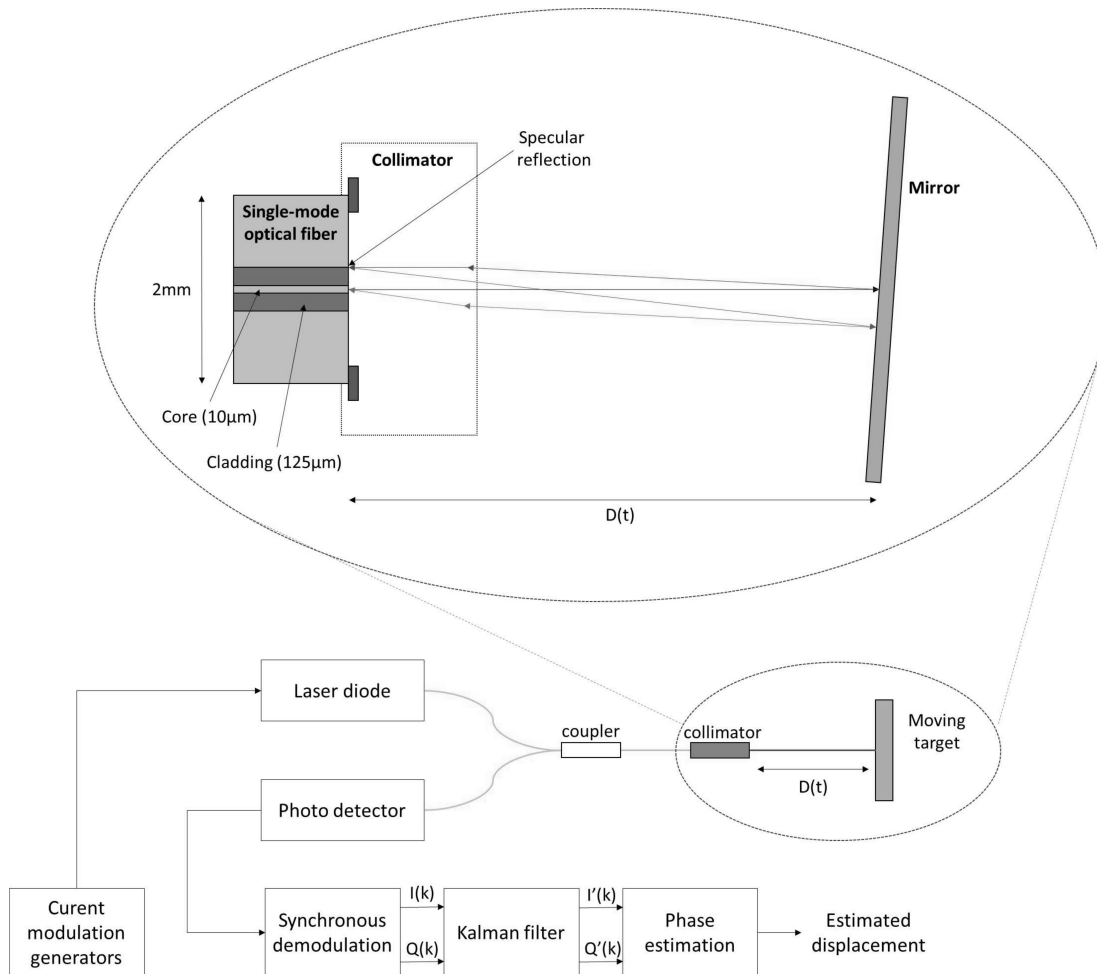 Specular
reflection
Collimator
Mirror
Single-mode
optical fiber
2mm
Core (10µm)
Cladding (125µm)
D(t)
Laser diode
coupler
collimator
Moving
target
D(t)
Photo detector
I(k)
I’(k)
Curent
modulation
generators
Synchronous
demodulation
Kalman filter
Phase
estimation
Estimated
displacement
Q(k)
Q’(k)